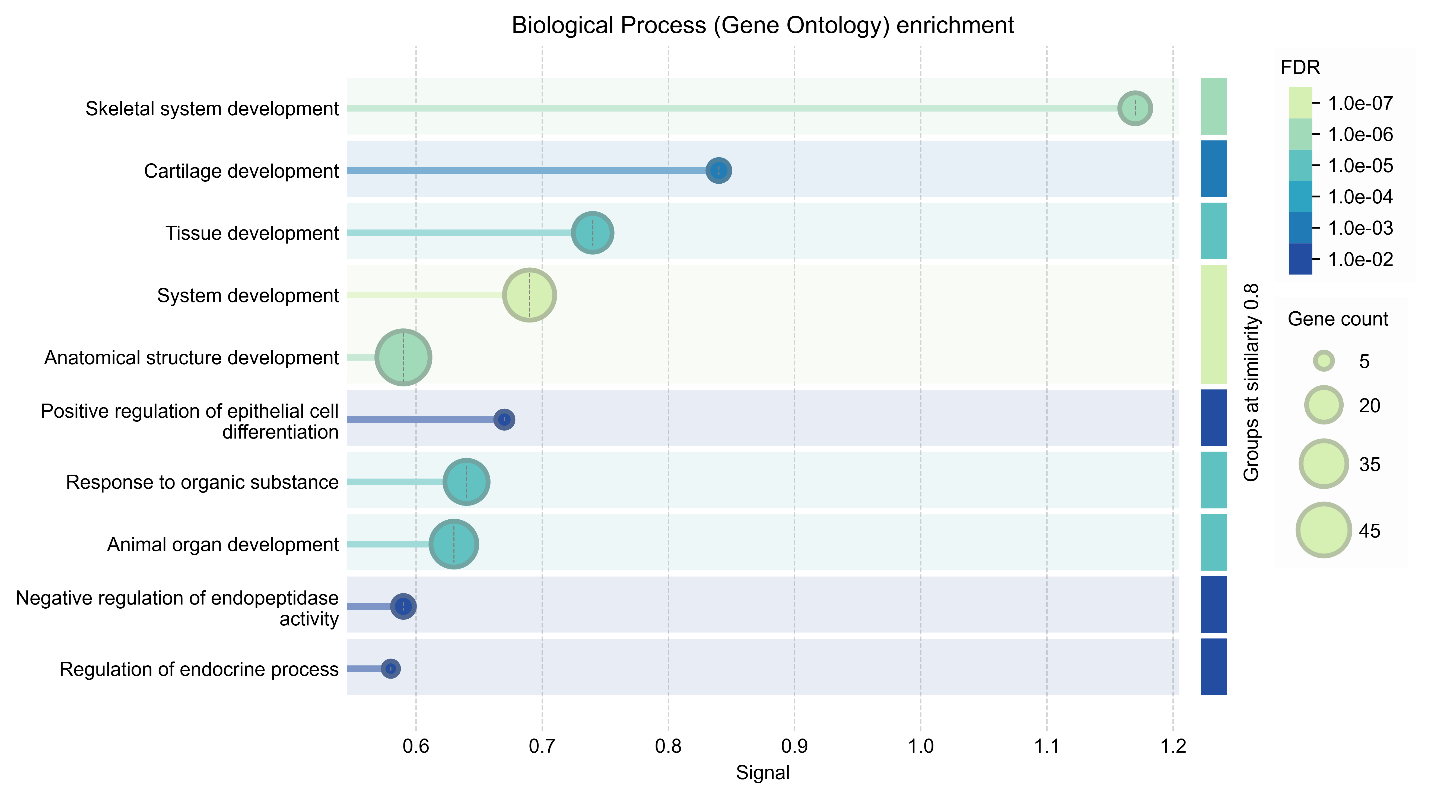 Biological Process (Gene Ontology) enrichment
Skeletal system development
Cartilage development
Tissue development
System development
Anatomical structure development
Positive regulation of epithelial cell
differentiation
Response to organic substance
Animal organ development
Negative regulation of endopeptidase
activity
Regulation of endocrine process
0.6 0.7 0.8 0.9 1.0 1.1 1.2
Signal
Groups at similarity 0.8
FDR
1.0e-07
1.0e-06
1.0e-05
1.0e-04
1.0e-03
1.0e-02
Gene count
5
20
35
45